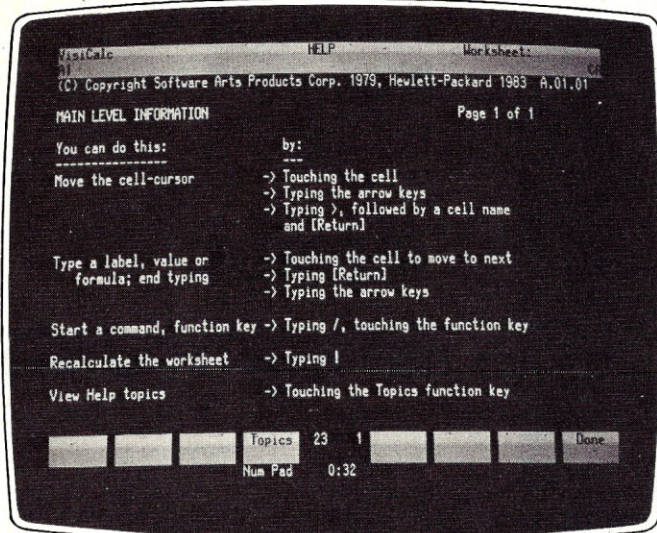 VisiCalc HELP Worksheet:
A1
(C) Copyright Software Arts Products Corp. 1979, Hewlett-Packard 1983 A.01.01
MAIN LEVEL INFORMATION Page 1 of 1
You can do this: by:
---------------- ---
Move the cell-cursor -> Touching the cell
-> Typing the arrow keys
-> Typing >, followed by a cell name
and [Return]
Type a label, value or -> Touching the cell to move to next
formula; end typing -> Typing [Return]
-> Typing the arrow keys
Start a command, function key -> Typing /, touching the function key
Recalculate the worksheet -> Typing !
View Help topics -> Touching the Topics function key
Topics 23 1 Done
Num Pad 0:32